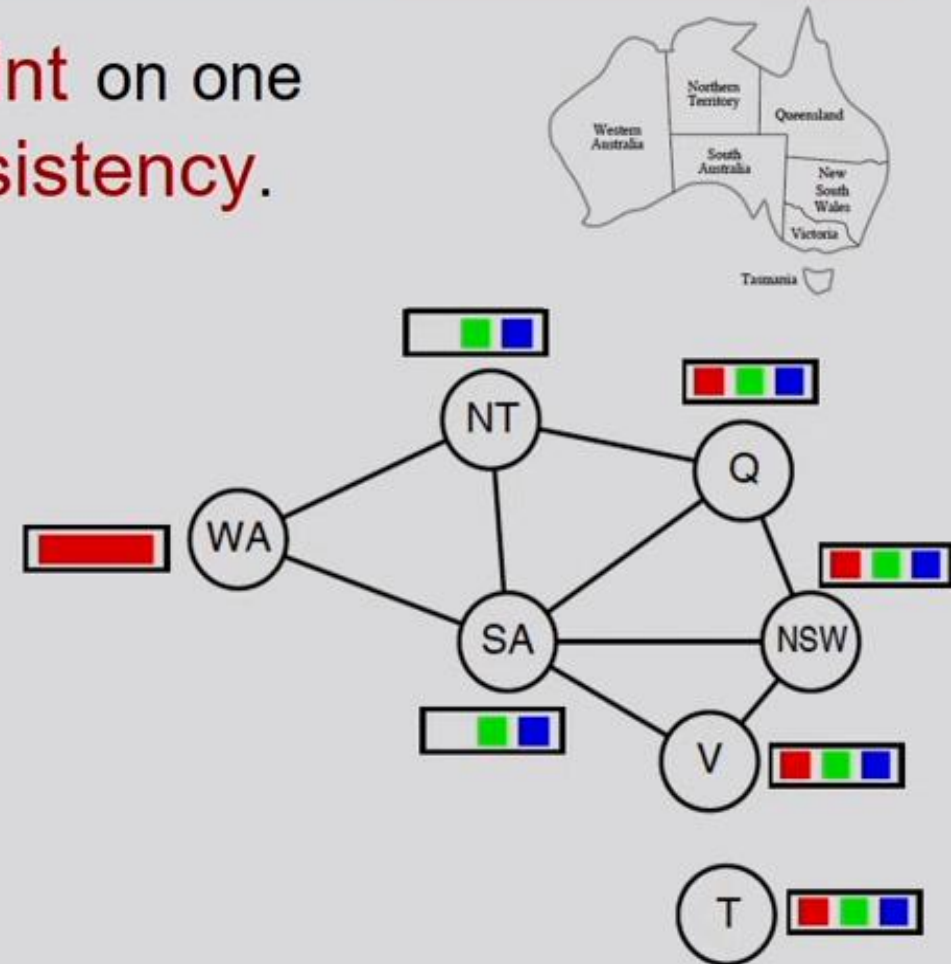 nt on one
sistency.
Northern
Territory
Queensland
Western
Australia
South
Australia
New
South
Wales
Victoria
Tasmania
NT
Q
WA
SA
NSW
V
T